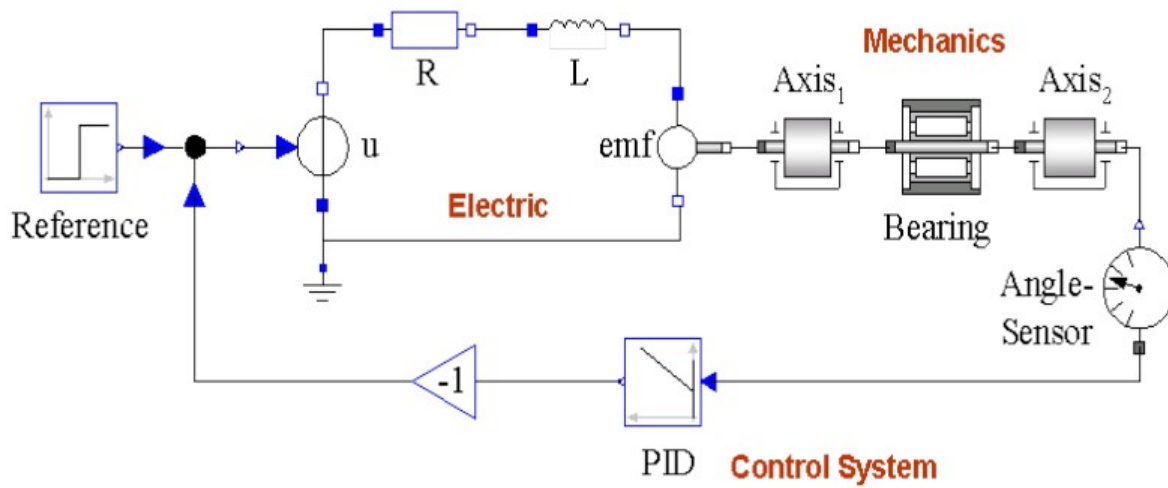 Mechanics
R
L
Axis1
Axis2
u
emf
Reference
Electric
Bearing
Angle-
Sensor
-1
PID
Control System